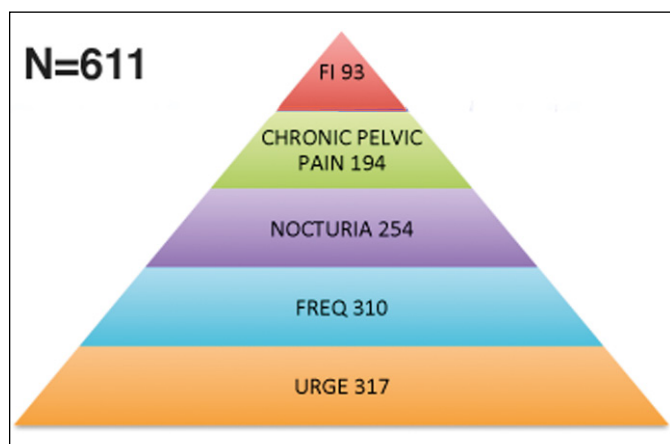 N=611
FI 93
CHRONIC PELVIC
PAIN 194
NOCTURIA 254
FREQ 310
URGE 317